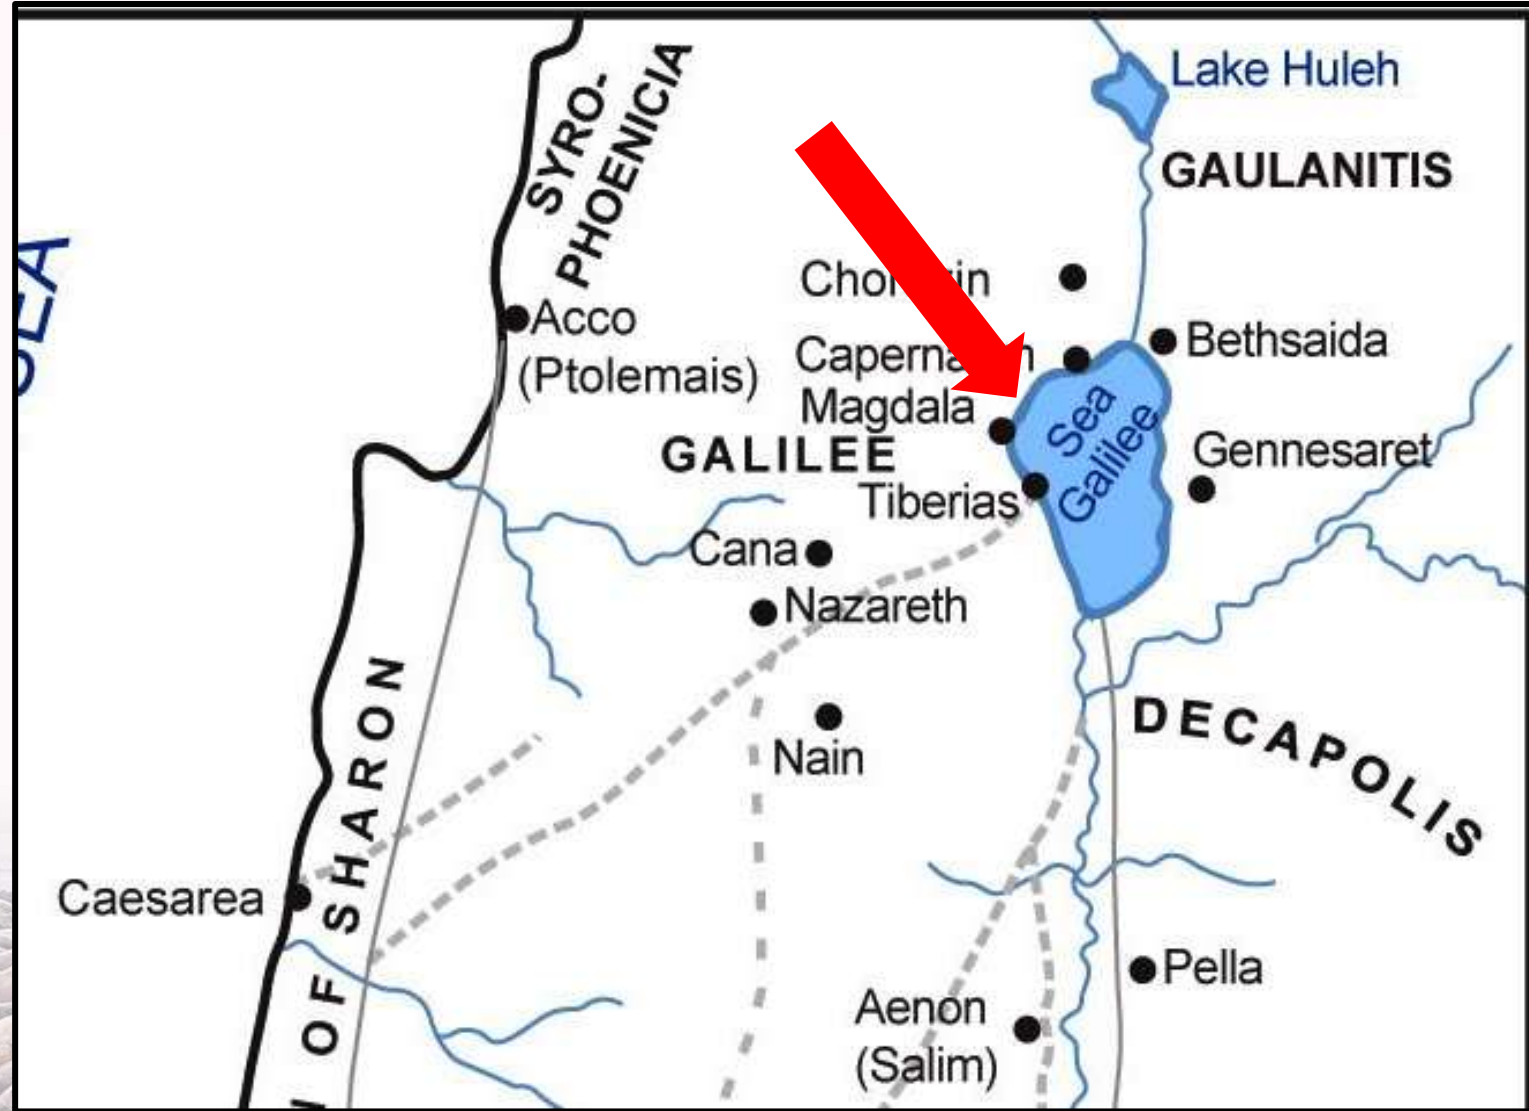 Lake Huleh
SYRO-
PHOENICIA
GAULANITIS
SEA
Acco
(Ptolemais)
Bethsaida
Magdala
Sea
Galilee
GALILEE
Gennesaret
Tiberias
Cana
Nazareth
Nain
DECAPOLIS
OF SHARON
Caesarea
Pella
Aenon
(Salim)